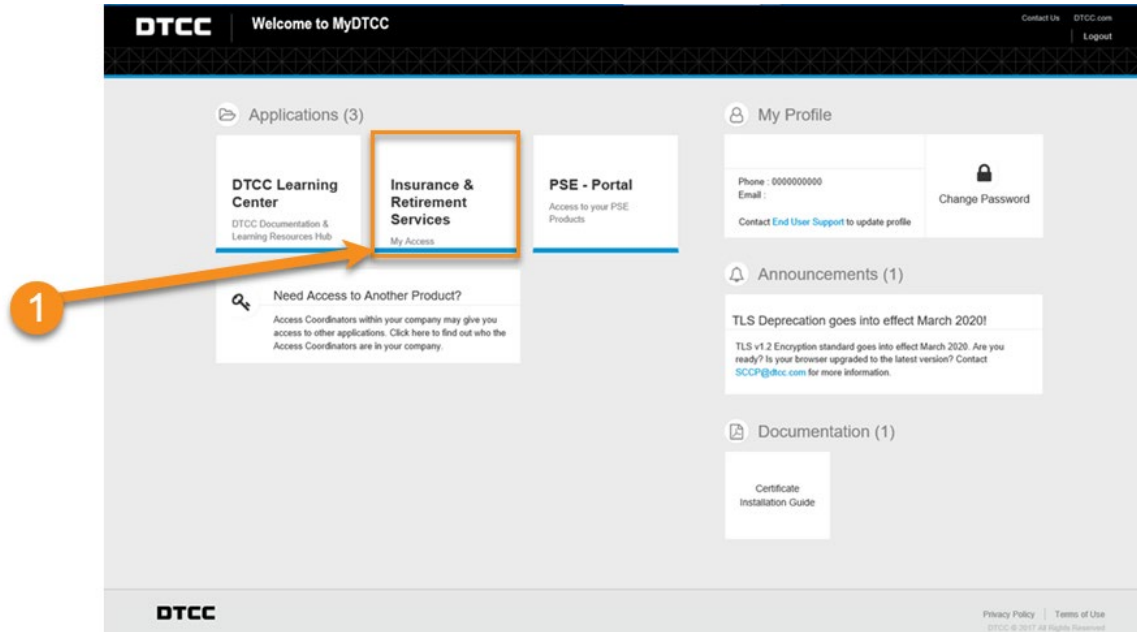 DTCC
Welcome to MyDTCC
Contact Us DTCC.com
Logout
Applications (3)
DTCC Learning
Center
DTCC Documentation &
Learning Resources Hub
Insurance &
Retirement
Services
My Access
PSE - Portal
Access to your PSE
Products
1
Need Access to Another Product?
Access Coordinators within your company may give you
access to other applications. Click here to find out who the
Access Coordinators are in your company.
My Profile
Phone : 0000000000
Email :
Contact End User Support to update profile
Change Password
Announcements (1)
TLS Deprecation goes into effect March 2020!
TLS v1.2 Encryption standard goes into effect March 2020. Are you
ready? Is your browser upgraded to the latest version? Contact
SCCP@dtcc.com for more information.
Documentation (1)
Certificate
Installation Guide
DTCC
Privacy Policy Terms of Use
DTCC © 2017 All Rights Reserved